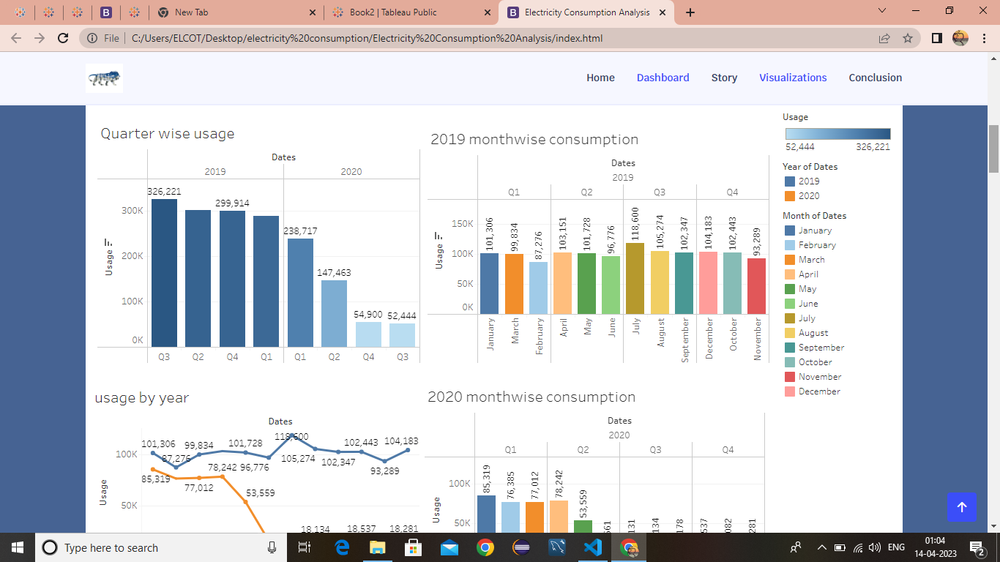 New Tab
Book2 | Tableau Public
Electricity Consumption Analysis
File
C:/Users/ELCOT/Desktop/electricity%20consumption/Electricity%20Consumption%20Analysis/index.html
Home
Dashboard
Story
Visualizations
Conclusion
Quarter wise usage
Dates
2019
2020
326,221
299,914
238,717
147,463
54,900
52,444
300K
200K
100K
0K
Usage
Q3
Q2
Q4
Q1
Q1
Q2
Q4
Q3
2019 monthwise consumption
Dates
2019
Q1
Q2
Q3
Q4
150K
100K
50K
0K
Usage
101,306
99,834
87,276
103,151
101,728
96,776
118,600
105,274
102,347
104,183
102,443
93,289
January
March
February
April
May
June
July
August
September
December
October
November
Usage
52,444
326,221
Year of Dates
2019
2020
Month of Dates
January
February
March
April
May
June
July
August
September
October
November
December
usage by year
Dates
100K
50K
Usage
101,306
87,276
99,834
101,728
96,776
118,600
105,274
102,347
102,443
93,289
104,183
85,319
77,012
78,242
53,559
18,134
18,537
18,281
2020 monthwise consumption
Dates
2020
Q1
Q2
Q3
Q4
100K
50K
Usage
85,319
76,385
77,012
78,242
53,559
661
131
134
178
537
082
281
Type here to search
ENG
01:04
14-04-2023
2